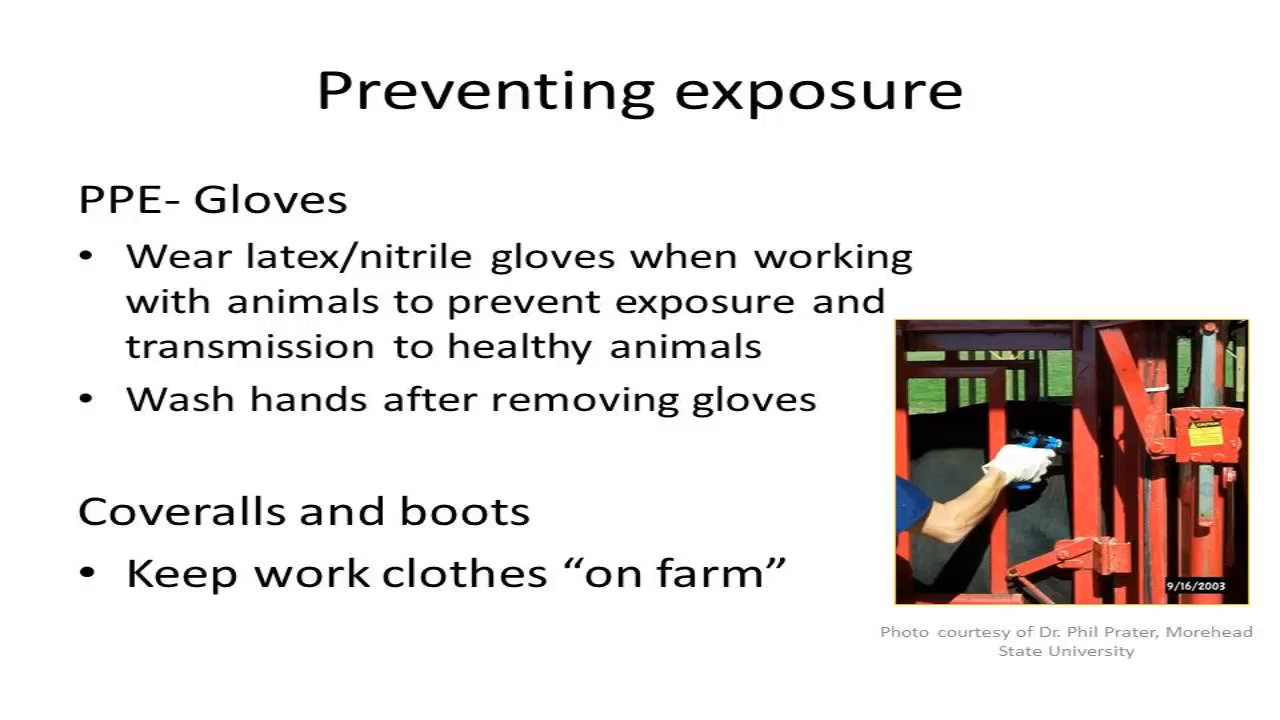 Preventing exposure
PPE- Gloves
• Wear latex/nitrile gloves when working
with animals to prevent exposure and
transmission to healthy animals
• Wash hands after removing gloves
Coveralls and boots
• Keep work clothes “on farm”
CAUTION
9/16/2003
Photo courtesy of Dr. Phil Prater, Morehead
State University